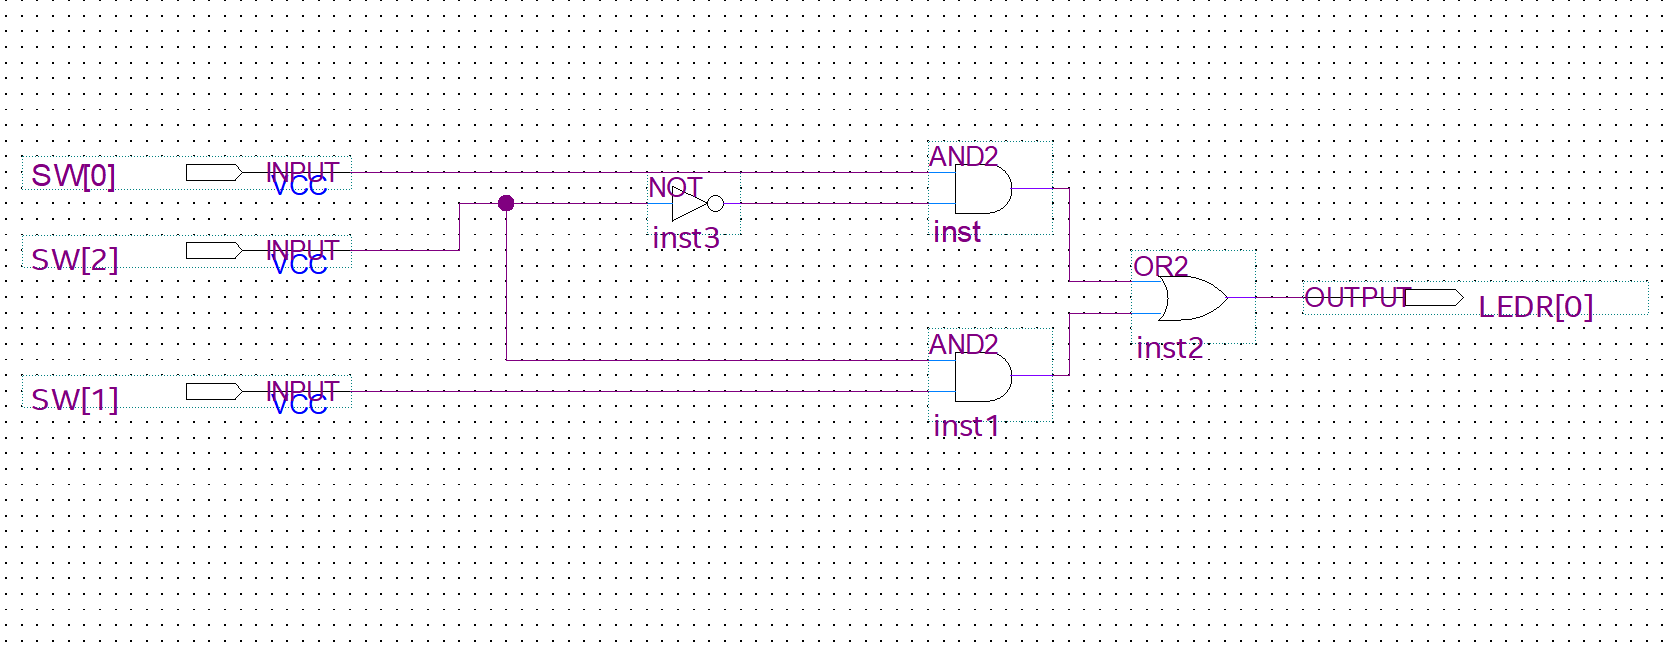 SW[0]
INPUT
VCC
SW[2]
INPUT
VCC
SW[1]
INPUT
VCC
NOT
inst3
AND2
inst
AND2
inst1
OR2
inst2
OUTPUT
LEDR[0]